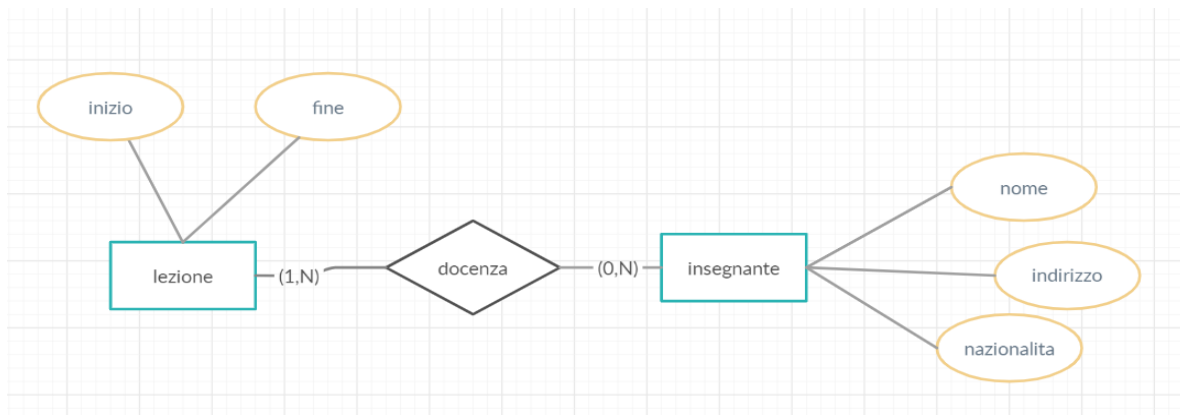 inizio
fine
nome
lezione
(1,N)
docenza
(0,N)
insegnante
indirizzo
nazionalita